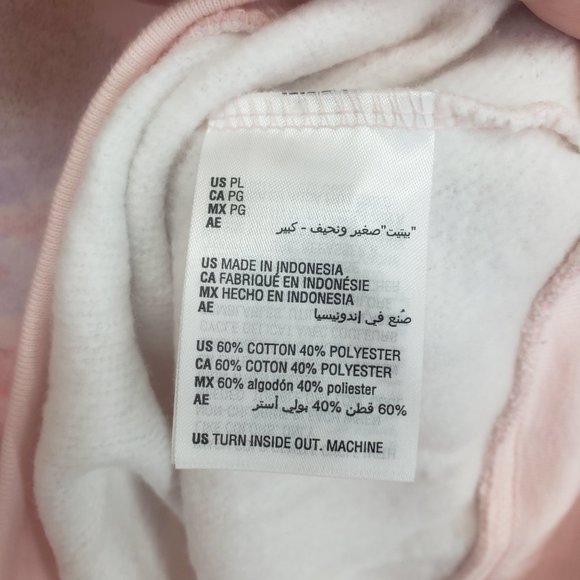 US PL
CA PG
MX PG
AE "بيتيت"صغير ونحيف - كبير
US MADE IN INDONESIA
CA FABRIQUÉ EN INDONÉSIE
MX HECHO EN INDONESIA
AE صُنع في إندونيسيا
US 60% COTTON 40% POLYESTER
CA 60% COTON 40% POLYESTER
MX 60% algodón 40% poliester
AE 60% قطن 40% بولي أستر
US TURN INSIDE OUT. MACHINE